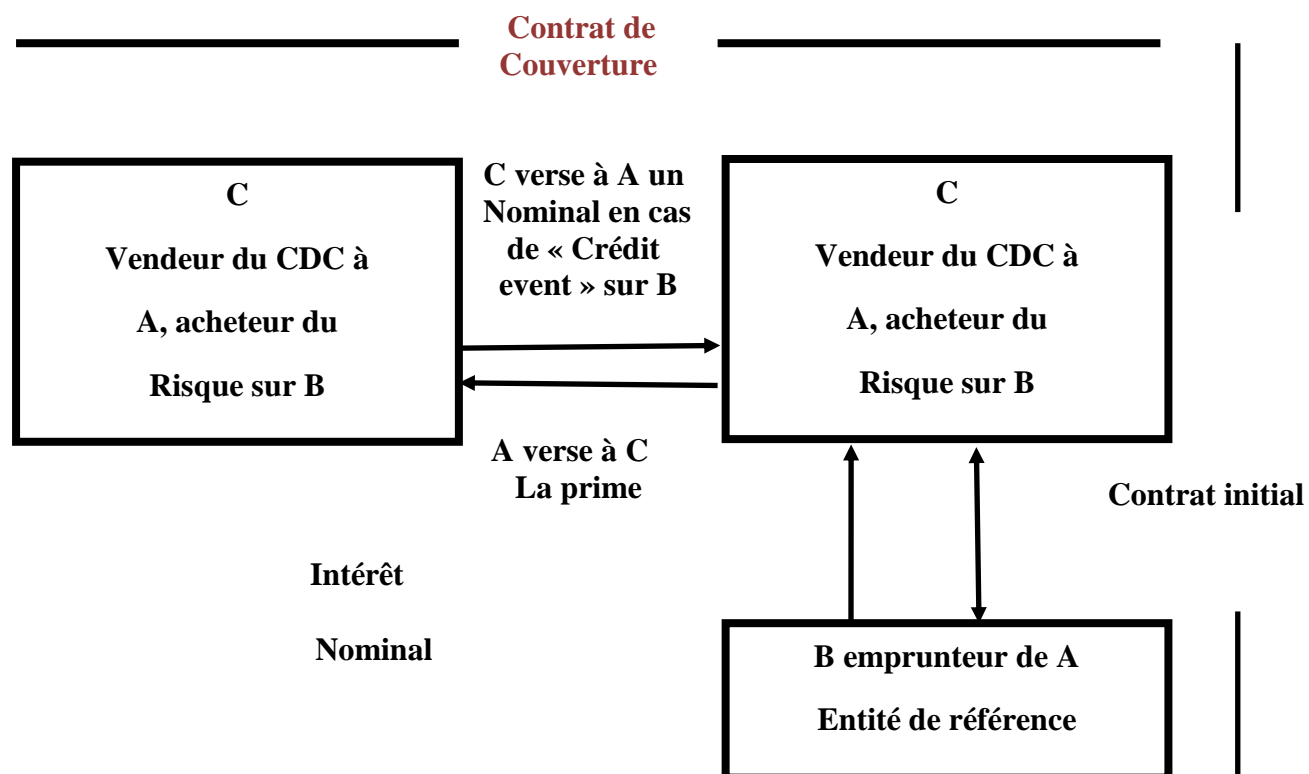 Contrat de
Couverture
C
Vendeur du CDC à
A, acheteur du
Risque sur B
C verse à A un
Nominal en cas
de « Crédit
event » sur B
C
Vendeur du CDC à
A, acheteur du
Risque sur B
A verse à C
La prime
Contrat initial
Intérêt
Nominal
B emprunteur de A
Entité de référence